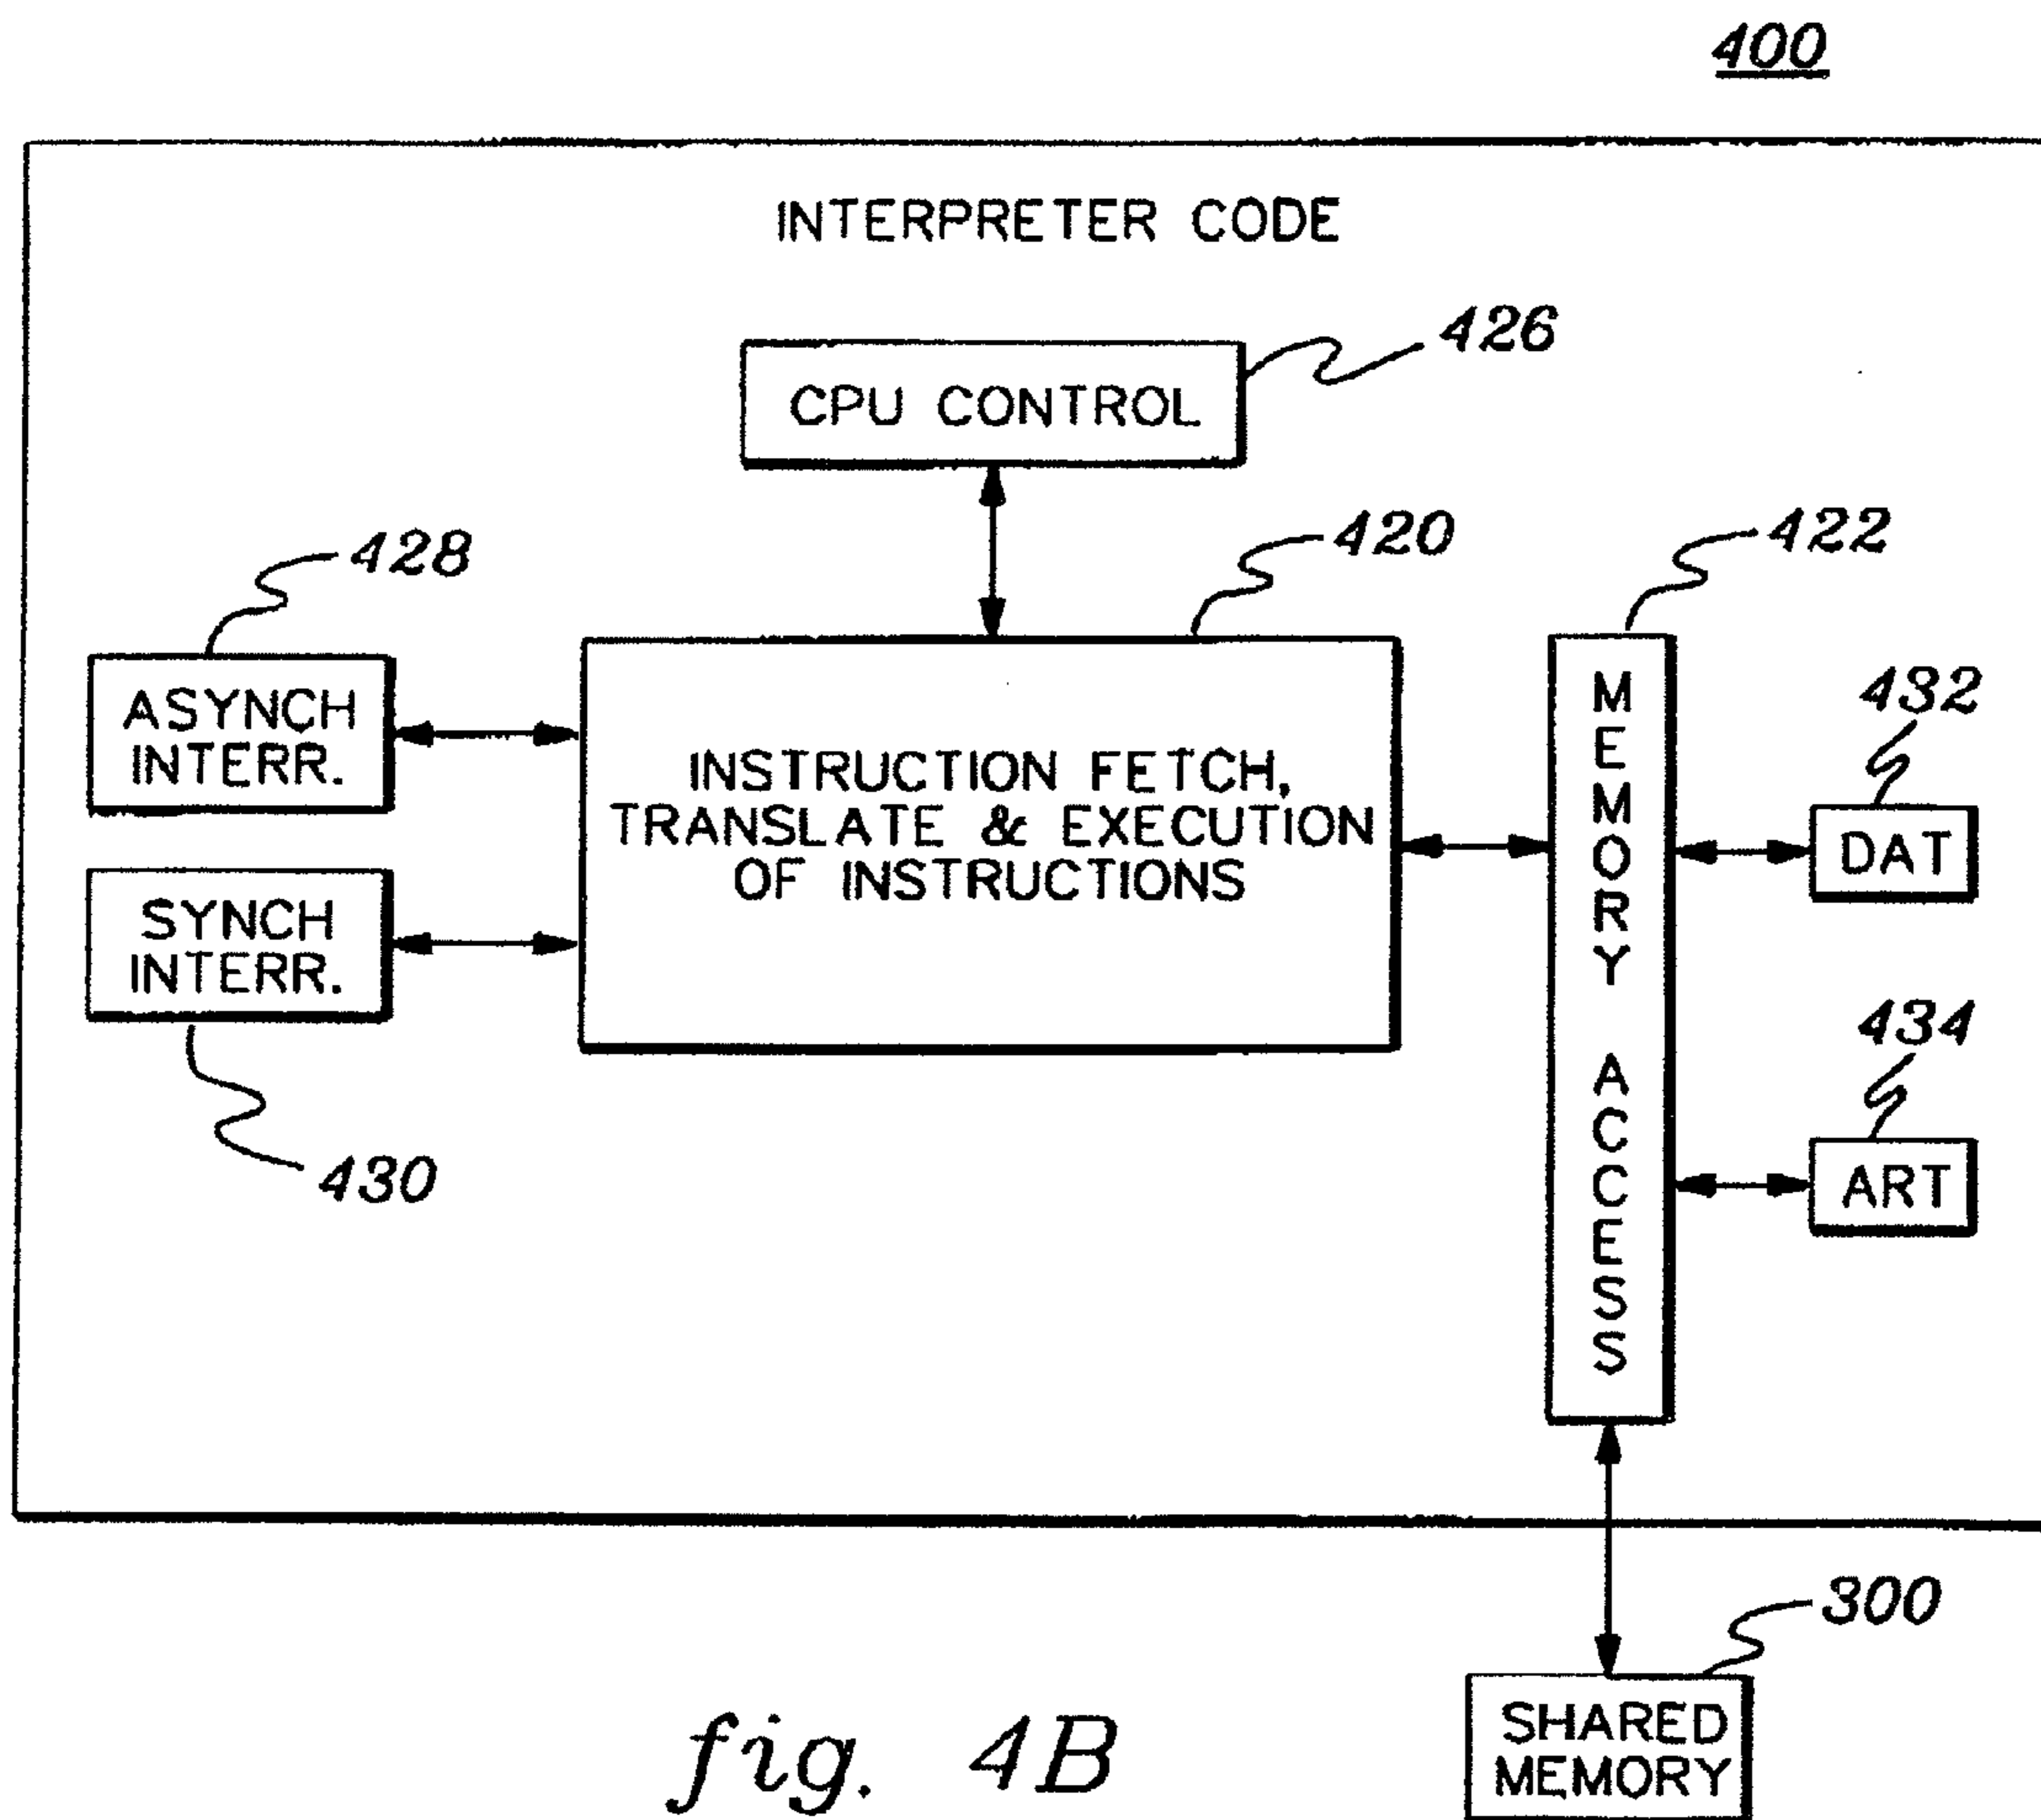 400
INTERPRETER CODE
426
CPU CONTROL
428
420
422
ASYNCH
INTERR.
432
INSTRUCTION FETCH,
TRANSLATE & EXECUTION
OF INSTRUCTIONS
MEMORY ACCESS
DAT
SYNCH
INTERR.
434
ART
430
300
SHARED
MEMORY
fig. 4B